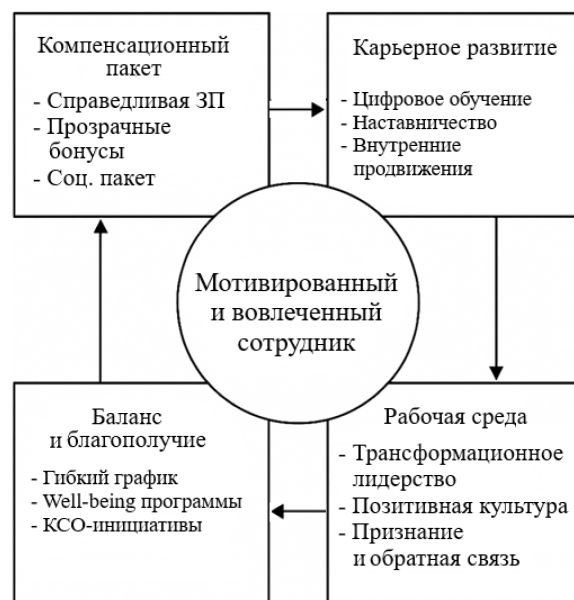 Компенсационный
пакет
- Справедливая ЗП
- Прозрачные
бонусы
- Соц. пакет
Карьерное развитие
- Цифровое обучение
- Наставничество
- Внутренние
продвижения
Мотивированный
и вовлеченный
сотрудник
Баланс
и благополучие
- Гибкий график
- Well-being программы
- КСО-инициативы
Рабочая среда
- Трансформационное
лидерство
- Позитивная культура
- Признание
и обратная связь